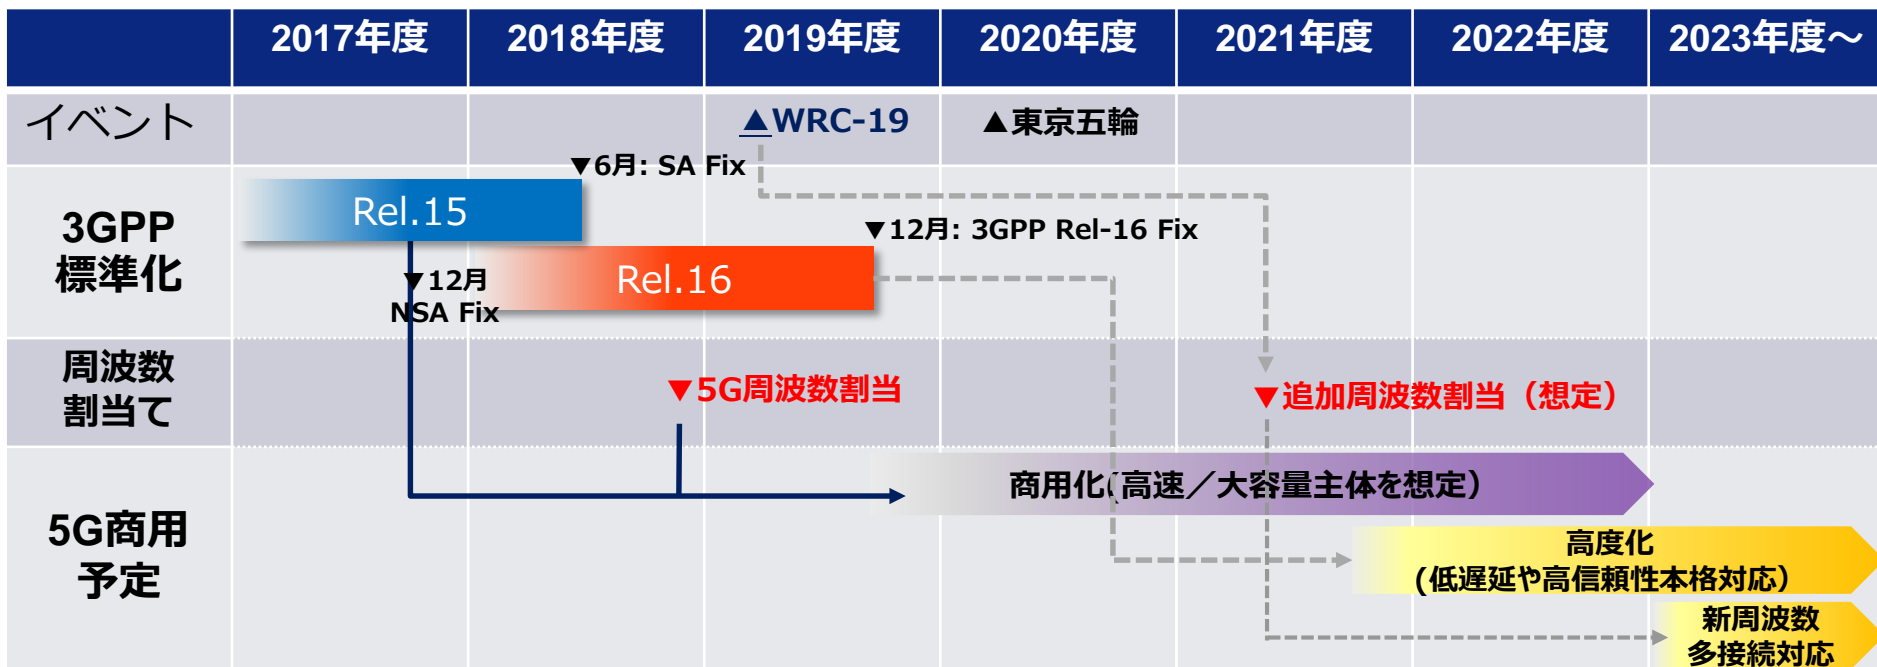 2017年度
2018年度
2019年度
2020年度
2021年度
2022年度
2023年度～
イベント
▲WRC-19
▲東京五輪
3GPP
標準化
▼6月: SA Fix
Rel.15
▼12月: 3GPP Rel-16 Fix
▼12月
NSA Fix
Rel.16
周波数
割当て
▼5G周波数割当
▼追加周波数割当（想定）
5G商用
予定
商用化(高速／大容量主体を想定）
高度化
(低遅延や高信頼性本格対応）
新周波数
多接続対応